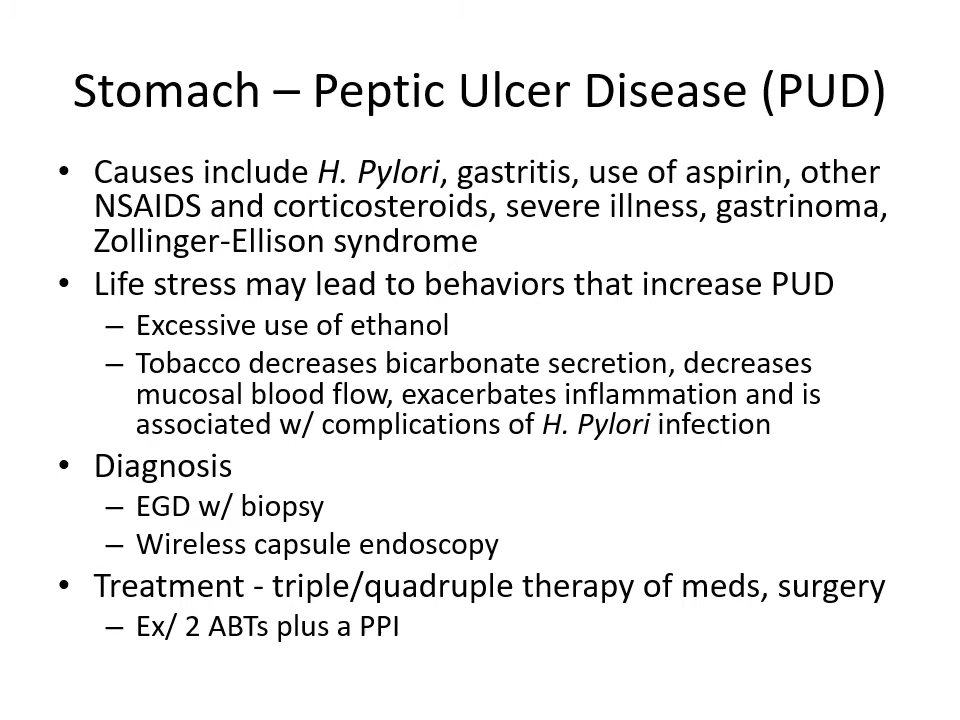 Stomach – Peptic Ulcer Disease (PUD)
• Causes include H. Pylori, gastritis, use of aspirin, other
NSAIDS and corticosteroids, severe illness, gastrinoma,
Zollinger-Ellison syndrome
• Life stress may lead to behaviors that increase PUD
– Excessive use of ethanol
– Tobacco decreases bicarbonate secretion, decreases
mucosal blood flow, exacerbates inflammation and is
associated w/ complications of H. Pylori infection
• Diagnosis
– EGD w/ biopsy
– Wireless capsule endoscopy
• Treatment - triple/quadruple therapy of meds, surgery
– Ex/ 2 ABTs plus a PPI